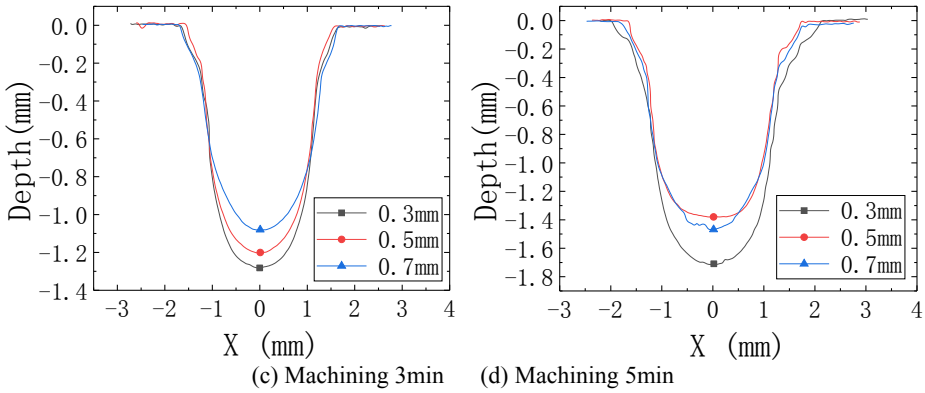 0.0
-0.2
-0.4
-0.6
-0.8
-1.0
-1.2
-1.4
Depth(mm)
0.3mm
0.5mm
0.7mm
-3 -2 -1 0 1 2 3 4
X (mm)
0.0
-0.2
-0.4
-0.6
-0.8
-1.0
-1.2
-1.4
-1.6
-1.8
Depth(mm)
0.3mm
0.5mm
0.7mm
-3 -2 -1 0 1 2 3 4
X (mm)
(c) Machining 3min (d) Machining 5min